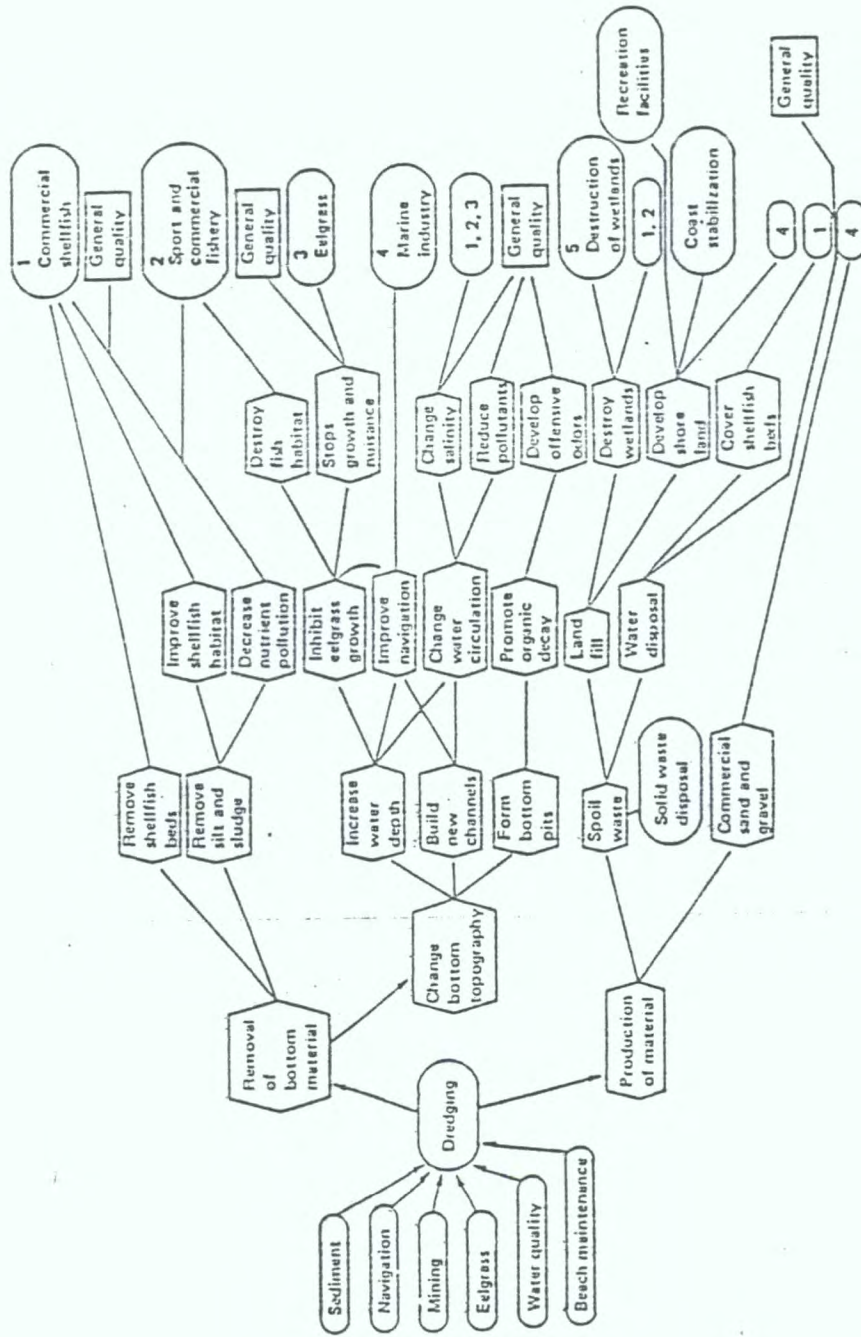 Sediment
Navigation
Mining
Eelgrass
Water quality
Beach maintenance
Dredging
Removal
of
bottom
material
Change
bottom
topography
Production
of material
Remove
shellfish
beds
Remove
silt and
sludge
Increase
water
depth
Build
new
channels
Form
bottom
pits
Spoil
waste
Solid waste
disposal
Commercial
sand and
gravel
Improve
shellfish
habitat
Decrease
nutrient
pollution
Inhibit
eelgrass
growth
Improve
navigation
Change
water
circulation
Promote
organic
decay
Land
fill
Water
disposal
Destroy
fish
habitat
Stops
growth and
nuisance
Change
salinity
Reduce
pollutants
Develop
offensive
odors
Destroy
wetlands
Develop
shore
land
Cover
shellfish
beds
1
Commercial
shellfish
General
quality
2
Sport and
commercial
fishery
General
quality
3
Eelgrass
4
Marine
industry
1, 2, 3
General
quality
5
Destruction
of wetlands
1, 2
Recreation
facilities
Coast
stabilization
4
1
4
General
quality